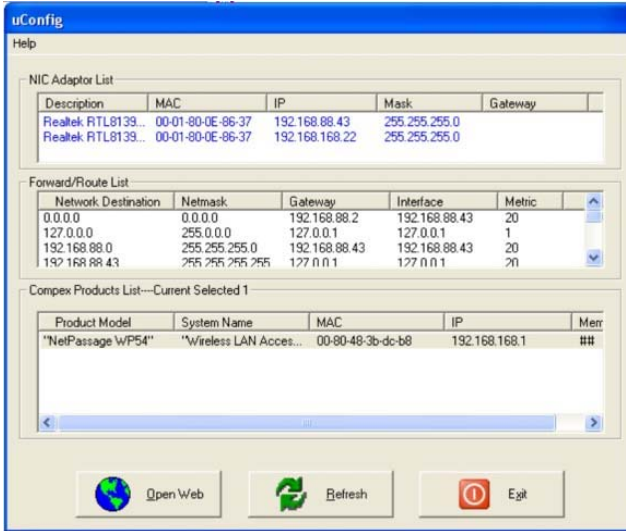 uConfig
Help
NIC Adaptor List
Description MAC IP Mask Gateway
Realtek RTL8139... 00-01-80-0E-86-37 192.168.88.43 255.255.255.0
Realtek RTL8139... 00-01-80-0E-86-37 192.168.168.22 255.255.255.0
Forward/Route List
Network Destination Netmask Gateway Interface Metric
0.0.0.0 0.0.0.0 192.168.88.2 192.168.88.43 20
127.0.0.0 255.0.0.0 127.0.0.1 127.0.0.1 1
192.168.88.0 255.255.255.0 192.168.88.43 192.168.88.43 20
192.168.88.43 255.255.255.255 127.0.0.1 127.0.0.1 20
Compex Products List----Current Selected 1
Product Model System Name MAC IP Mem
"NetPassage WP54" "Wireless LAN Acces... 00-80-48-3b-dc-b8 192.168.168.1 ##
Open Web Refresh Exit